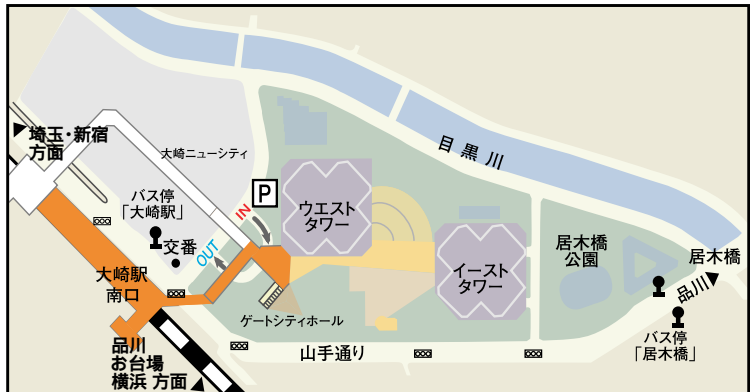 目黒川
埼玉・新宿
方面
大崎ニューシティ
P
バス停
「大崎駅」
IN
ウエスト
タワー
交番
OUT
居木橋
公園
居木橋
イースト
タワー
大崎駅
南口
品川
ゲートシティホール
バス停
「居木橋」
山手通り
品川
お台場
横浜 方面